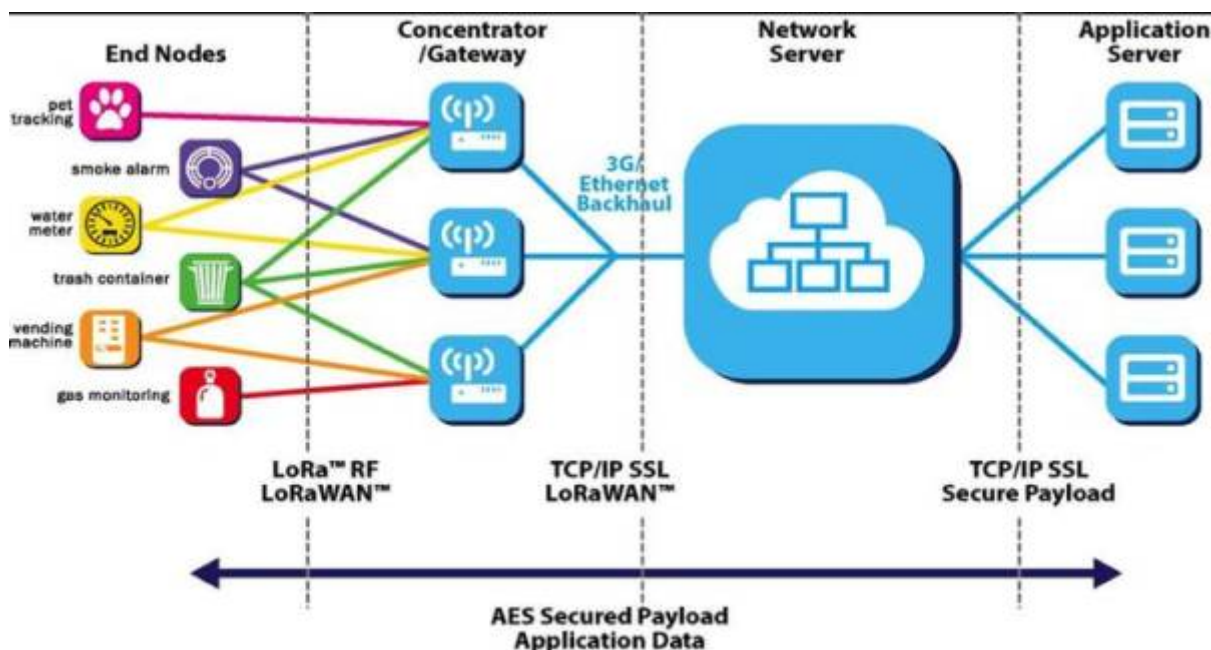 End Nodes
Concentrator
/Gateway
Network
Server
Application
Server
pet
tracking
smoke alarm
water
meter
trash container
vending
machine
gas monitoring
3G/
Ethernet
Backhaul
LoRa™ RF
LoRaWAN™
TCP/IP SSL
LoRaWAN™
TCP/IP SSL
Secure Payload
AES Secured Payload
Application Data